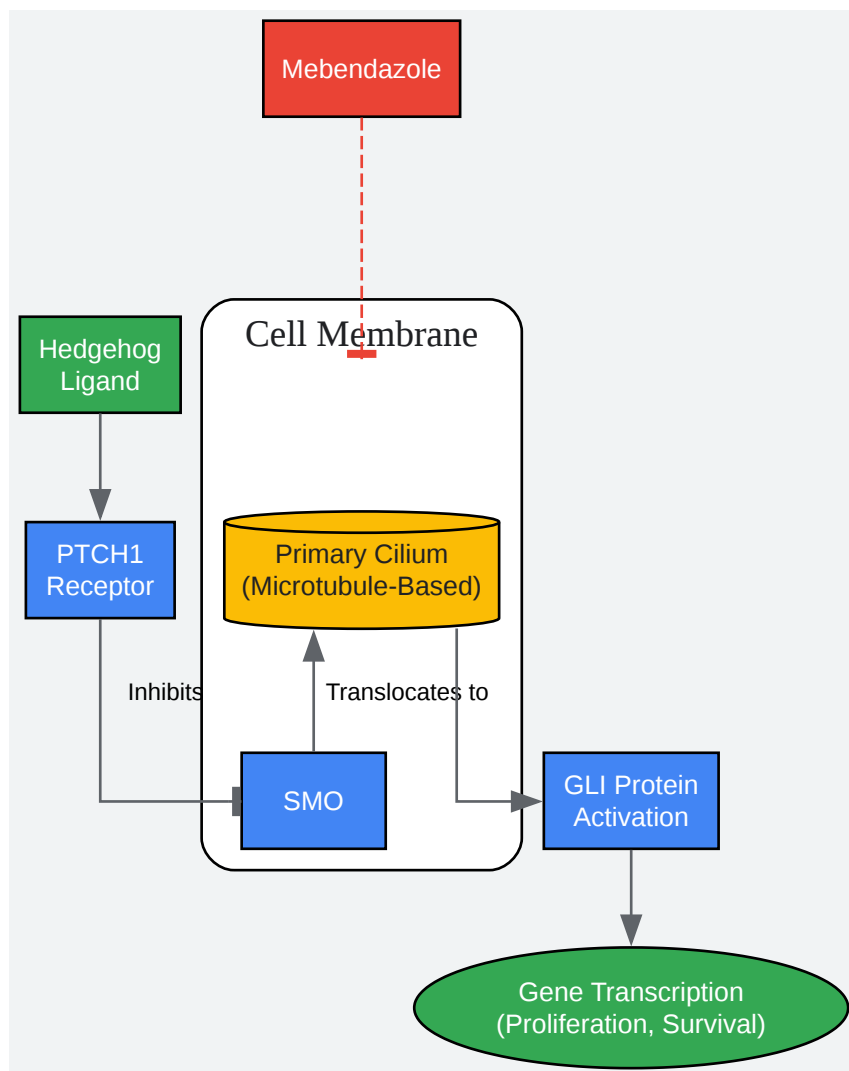 Mebendazole
Cell Membrane
Hedgehog
Ligand
PTCH1
Receptor
Primary Cilium
(Microtubule-Based)
Inhibits
Translocates to
SMO
GLI Protein
Activation
Gene Transcription
(Proliferation, Survival)